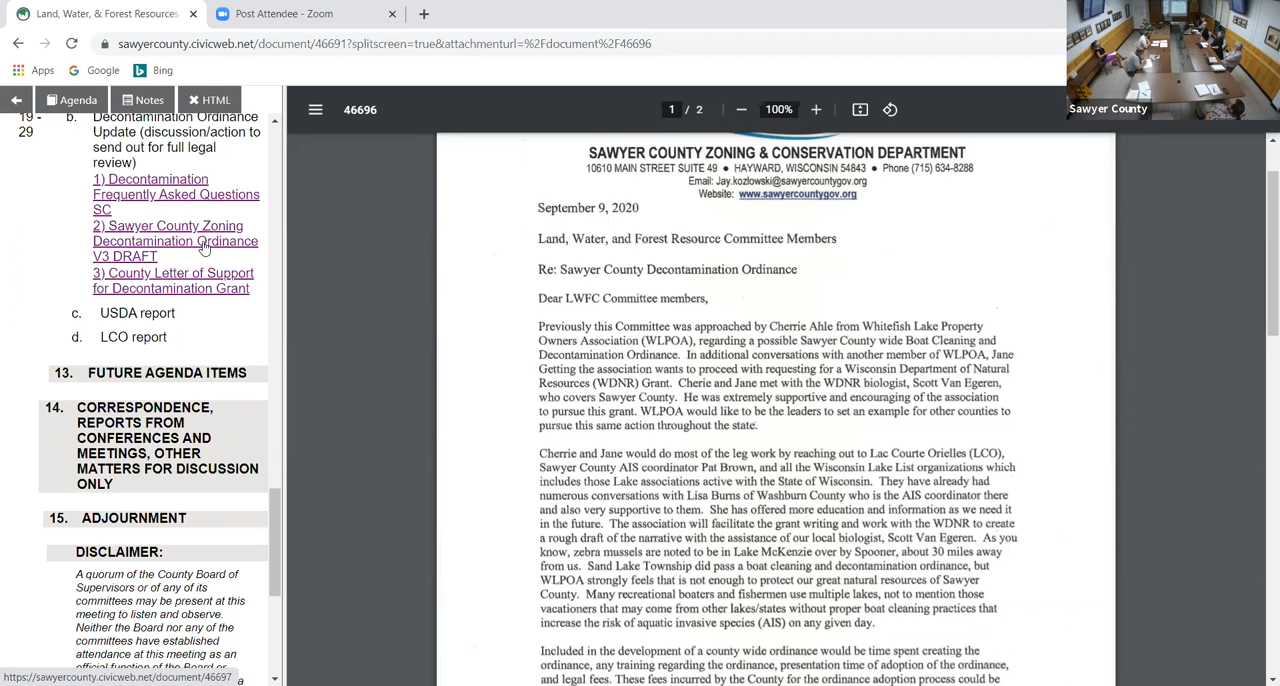 Land, Water, & Forest Resources
Post Attendee - Zoom
sawyercounty.civicweb.net/document/46691?splitscreen=true&attachmenturl=%2Fdocument%2F46696
Apps
Google
Bing
Agenda
Notes
HTML
19 -
29
b. Decontamination Ordinance
Update (discussion/action to
send out for full legal
review)
1) Decontamination
Frequently Asked Questions
SC
2) Sawyer County Zoning
Decontamination Ordinance
V3 DRAFT
3) County Letter of Support
for Decontamination Grant
c. USDA report
d. LCO report
13. FUTURE AGENDA ITEMS
14. CORRESPONDENCE,
REPORTS FROM
CONFERENCES AND
MEETINGS, OTHER
MATTERS FOR DISCUSSION
ONLY
15. ADJOURNMENT
DISCLAIMER:
A quorum of the County Board of
Supervisors or of any of its
committees may be present at this
meeting to listen and observe.
Neither the Board nor any of the
committees have established
attendance at this meeting as an
official function of the Board or
a
https://sawyercounty.civicweb.net/document/46697
46696
1 / 2
100%
Sawyer County
SAWYER COUNTY ZONING & CONSERVATION DEPARTMENT
10610 MAIN STREET SUITE 49 ● HAYWARD, WISCONSIN 54843 ● Phone (715) 634-8288
Email: Jay.kozlowski@sawyercountygov.org
Website: www.sawyercountygov.org
September 9, 2020
Land, Water, and Forest Resource Committee Members
Re: Sawyer County Decontamination Ordinance
Dear LWFC Committee members,
Previously this Committee was approached by Cherrie Ahle from Whitefish Lake Property
Owners Association (WLPOA), regarding a possible Sawyer County wide Boat Cleaning and
Decontamination Ordinance. In additional conversations with another member of WLPOA, Jane
Getting the association wants to proceed with requesting for a Wisconsin Department of Natural
Resources (WDNR) Grant. Cherie and Jane met with the WDNR biologist, Scott Van Egeren,
who covers Sawyer County. He was extremely supportive and encouraging of the association
to pursue this grant. WLPOA would like to be the leaders to set an example for other counties to
pursue this same action throughout the state.
Cherrie and Jane would do most of the leg work by reaching out to Lac Courte Orielles (LCO),
Sawyer County AIS coordinator Pat Brown, and all the Wisconsin Lake List organizations which
includes those Lake associations active with the State of Wisconsin. They have already had
numerous conversations with Lisa Burns of Washburn County who is the AIS coordinator there
and also very supportive to them. She has offered more education and information as we need it
in the future. The association will facilitate the grant writing and work with the WDNR to create
a rough draft of the narrative with the assistance of our local biologist, Scott Van Egeren. As you
know, zebra mussels are noted to be in Lake McKenzie over by Spooner, about 30 miles away
from us. Sand Lake Township did pass a boat cleaning and decontamination ordinance, but
WLPOA strongly feels that is not enough to protect our great natural resources of Sawyer
County. Many recreational boaters and fishermen use multiple lakes, not to mention those
vacationers that may come from other lakes/states without proper boat cleaning practices that
increase the risk of aquatic invasive species (AIS) on any given day.
Included in the development of a county wide ordinance would be time spent creating the
ordinance, any training regarding the ordinance, presentation time of adoption of the ordinance,
and legal fees. These fees incurred by the County for the ordinance adoption process could be